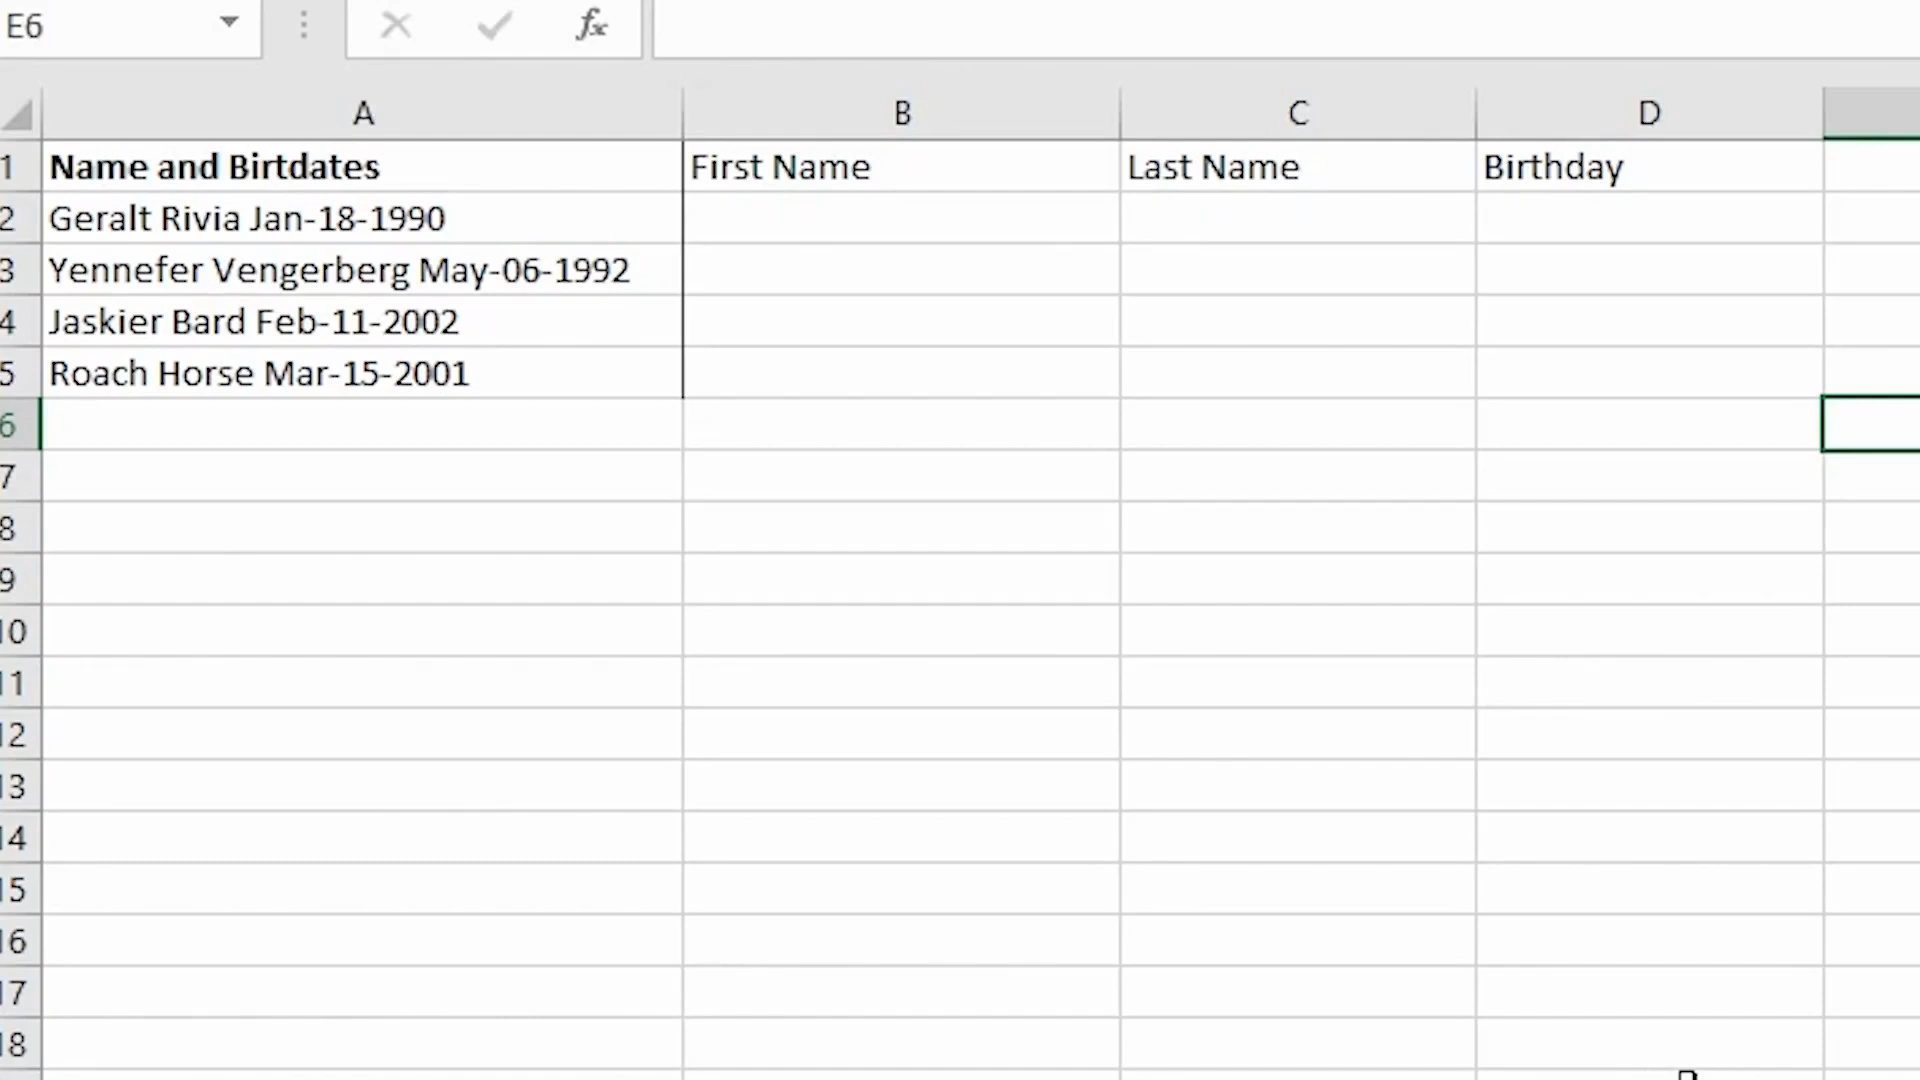 E6 fx
A B C D
1 Name and Birtdates First Name Last Name Birthday
2 Geralt Rivia Jan-18-1990
3 Yennefer Vengerberg May-06-1992
4 Jaskier Bard Feb-11-2002
5 Roach Horse Mar-15-2001
6
7
8
9
10
11
12
13
14
15
16
17
18